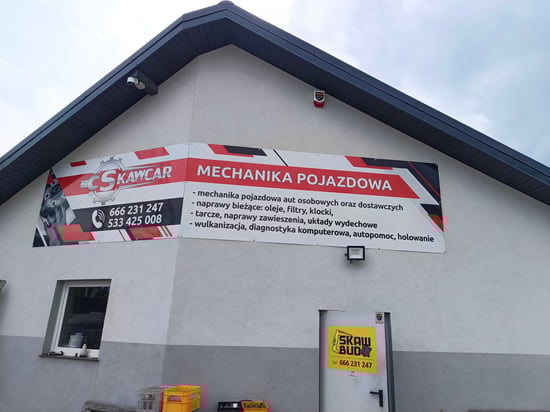 SKAWCAR
666 231 247
533 425 008
MECHANIKA POJAZDOWA
- mechanika pojazdowa aut osobowych oraz dostawczych
- naprawy bieżące: oleje, filtry, klocki,
- tarcze, naprawy zawieszenia, układy wydechowe
- wulkanizacja, diagnostyka komputerowa, autopomoc, holowanie
SKAW
BUD
666 231 247